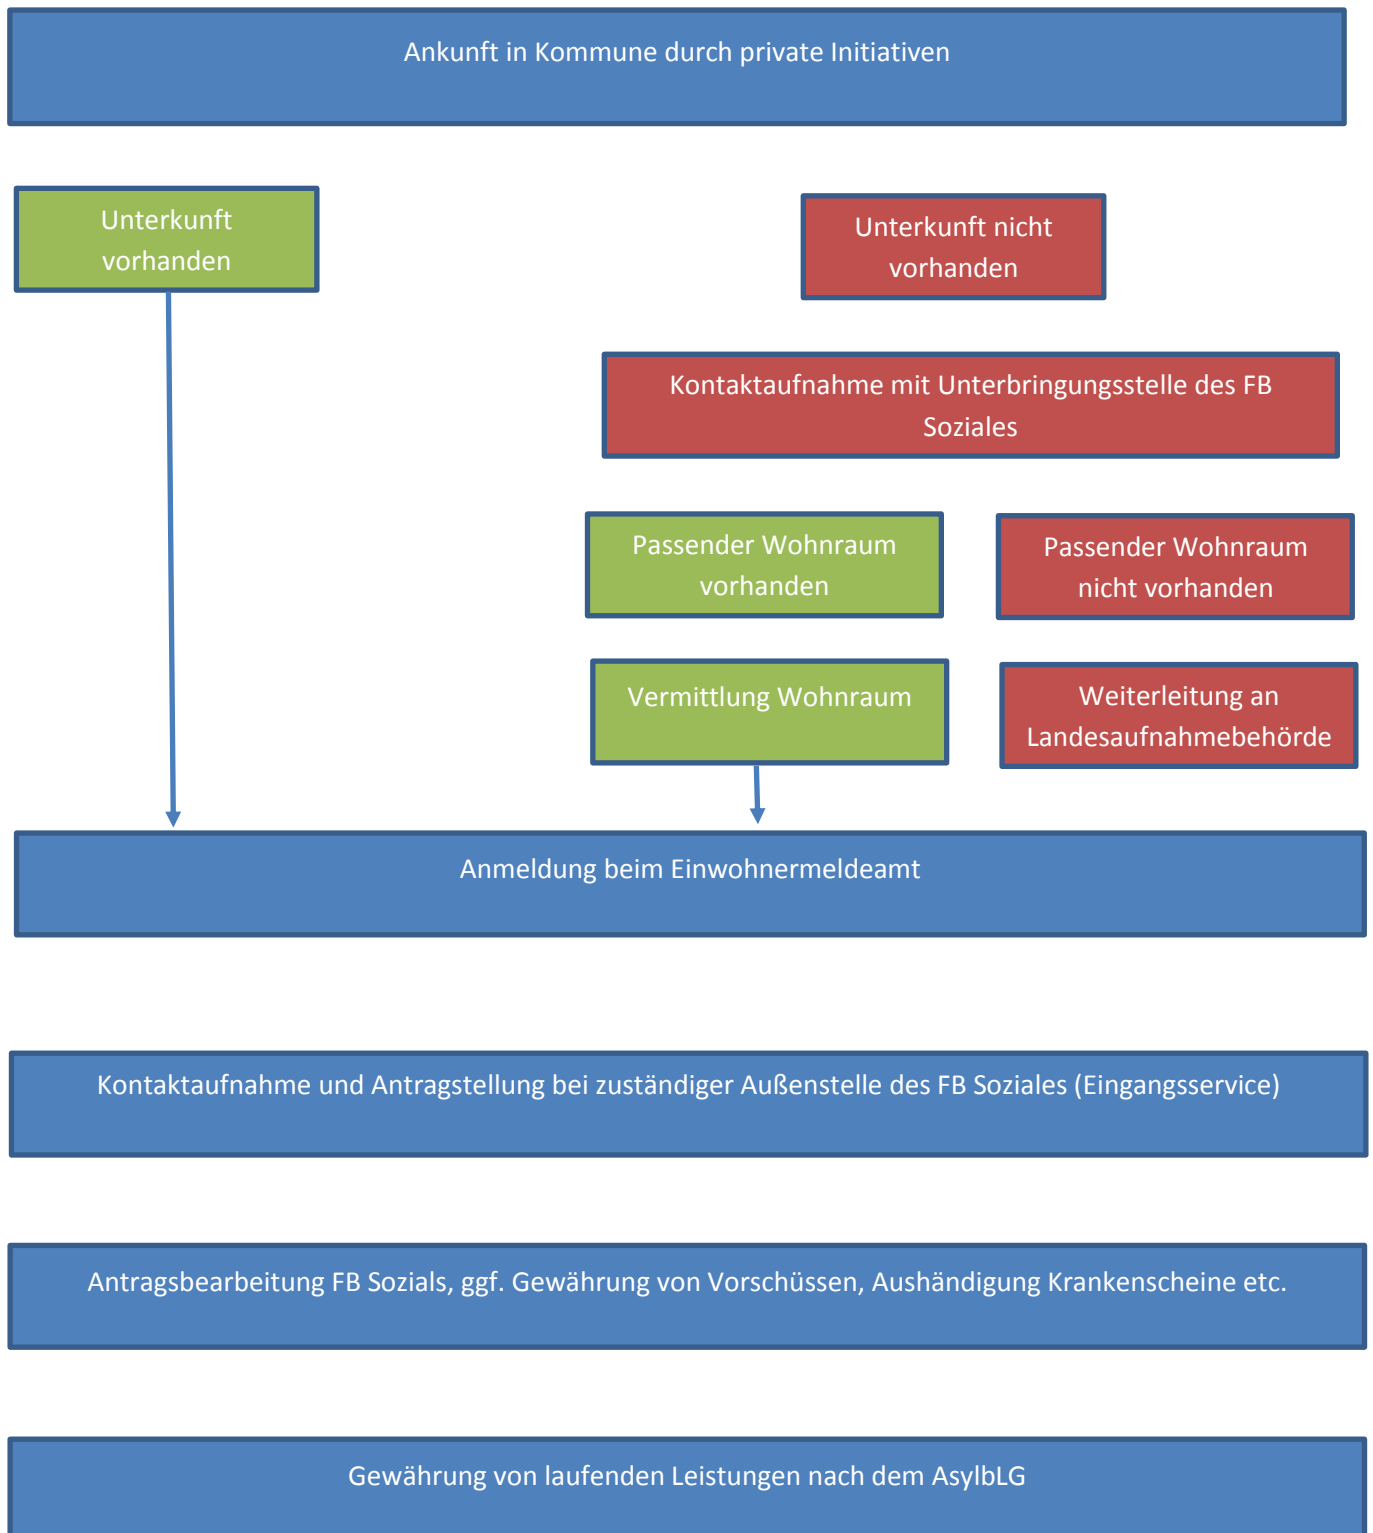 Ankunft in Kommune durch private Initiativen
Unterkunft
vorhanden
Unterkunft nicht
vorhanden
Kontaktaufnahme mit Unterbringungsstelle des FB
Soziales
Passender Wohnraum
vorhanden
Passender Wohnraum
nicht vorhanden
Vermittlung Wohnraum
Weiterleitung an
Landesaufnahmebehörde
Anmeldung beim Einwohnermeldeamt
Kontaktaufnahme und Antragstellung bei zuständiger Außenstelle des FB Soziales (Eingangsservice)
Antragsbearbeitung FB Sozials, ggf. Gewährung von Vorschüssen, Aushändigung Krankenscheine etc.
Gewährung von laufenden Leistungen nach dem AsylbLG